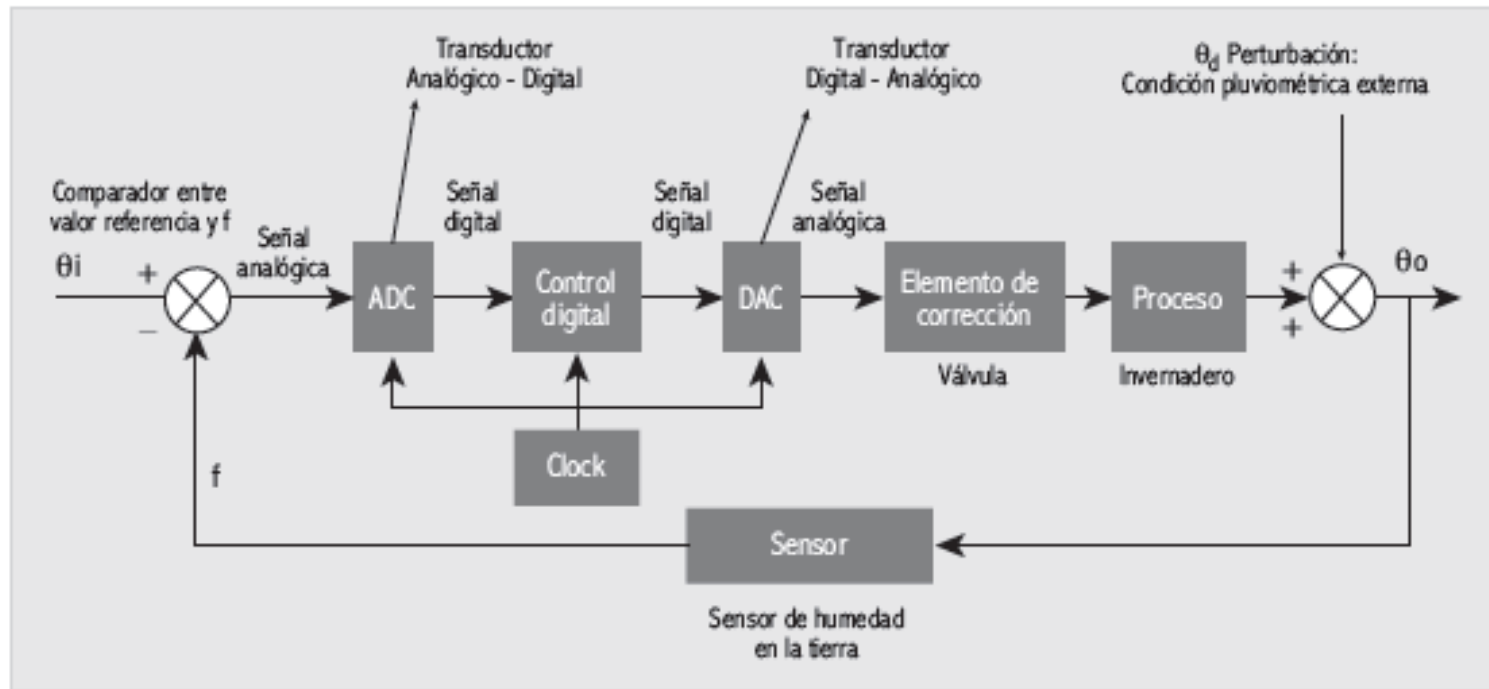 Transductor
Analógico - Digital
Transductor
Digital - Analógico
θd Perturbación:
Condición pluviométrica externa
Comparador entre
valor referencia y f
θi
+
−
Señal
analógica
ADC
Señal
digital
Control
digital
Señal
digital
DAC
Señal
analógica
Elemento de
corrección
Válvula
Proceso
Invernadero
+
+
θo
Clock
f
Sensor
Sensor de humedad
en la tierra